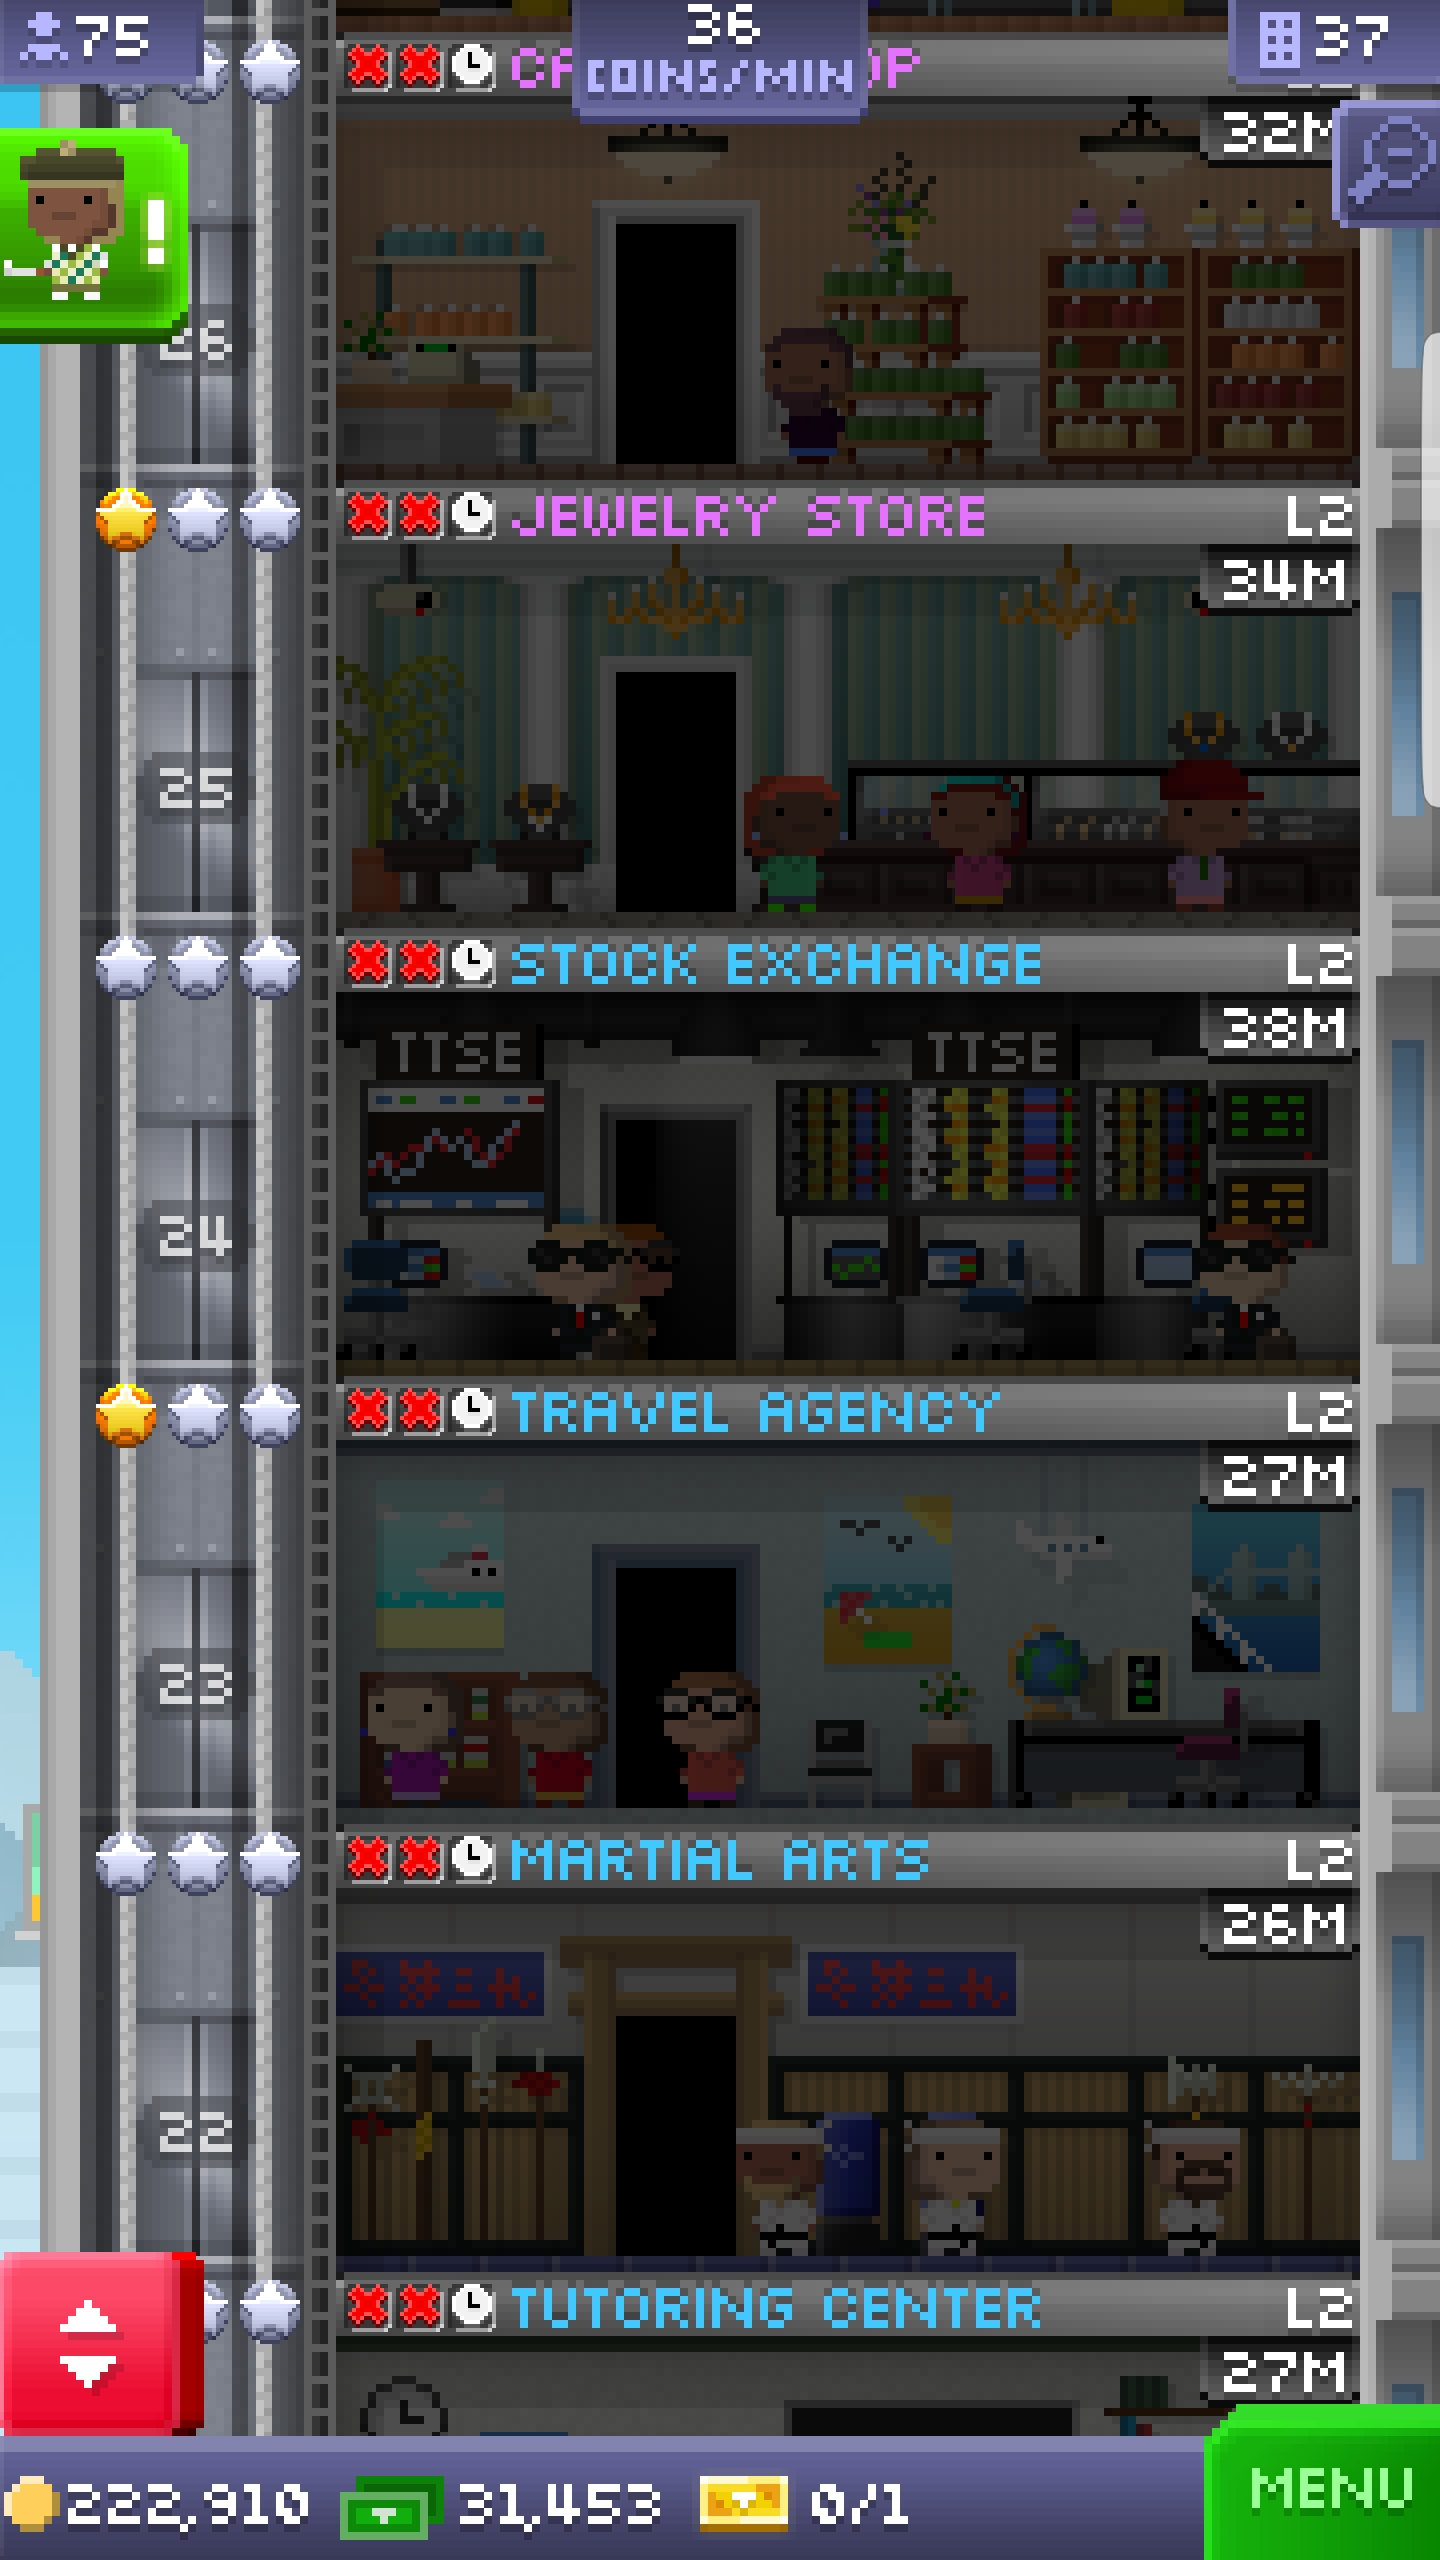 75
36
COINS/MIN
37
32M
26
JEWELRY STORE L2
34M
25
STOCK EXCHANGE L2
38M
TTSE TTSE
24
TRAVEL AGENCY L2
27M
23
MARTIAL ARTS L2
26M
22
TUTORING CENTER L2
27M
222,910 31,453 0/1
MENU